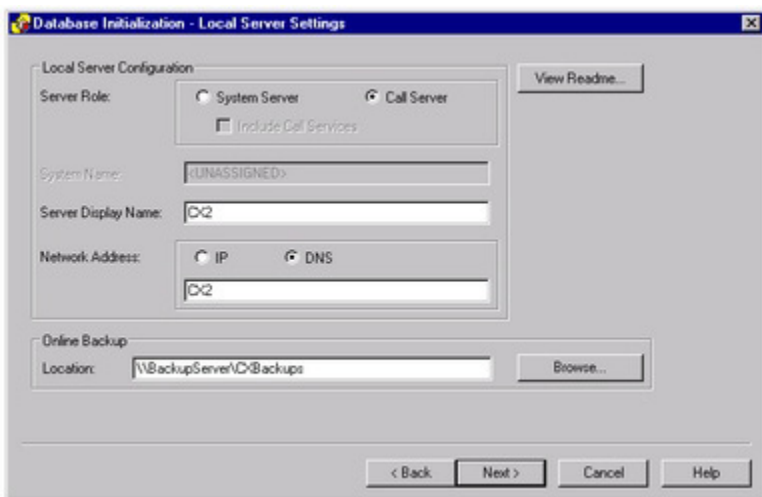 Database Initialization - Local Server Settings
Local Server Configuration
View Readme...
Server Role:
System Server
Call Server
Include Call Services
System Name:
<UNASSIGNED>
Server Display Name:
CX2
Network Address:
IP
DNS
CX2
Online Backup
Location:
\\BackupServer\CXBackups
Browse...
< Back
Next >
Cancel
Help